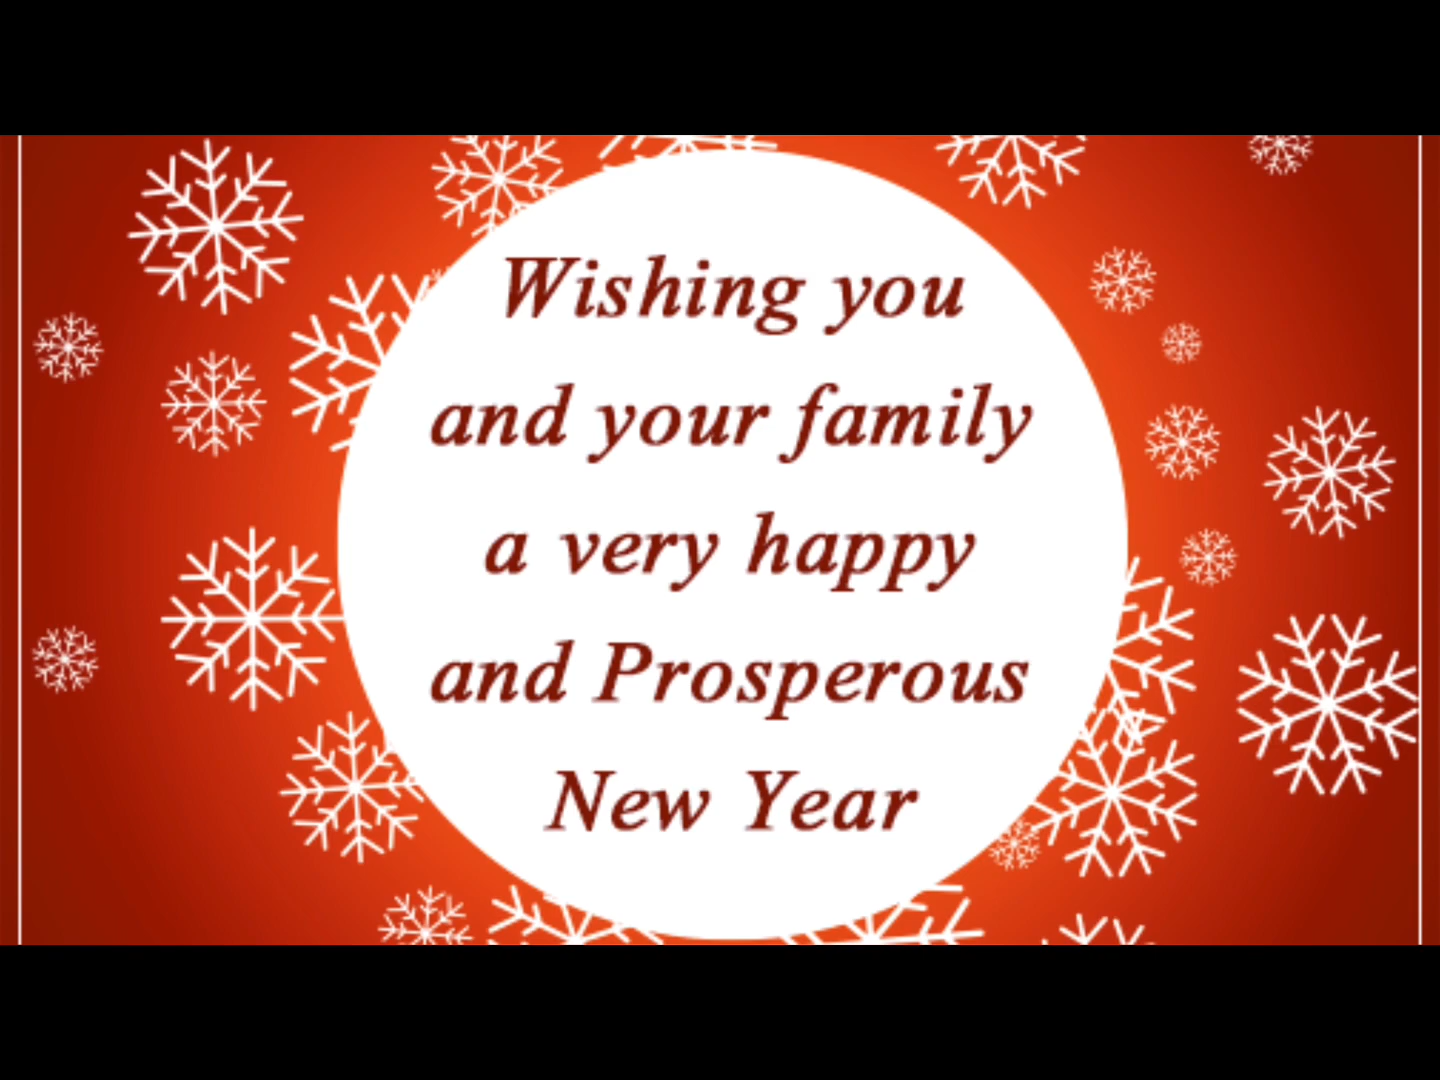 Wishing you
and your family
a very happy
and Prosperous
New Year